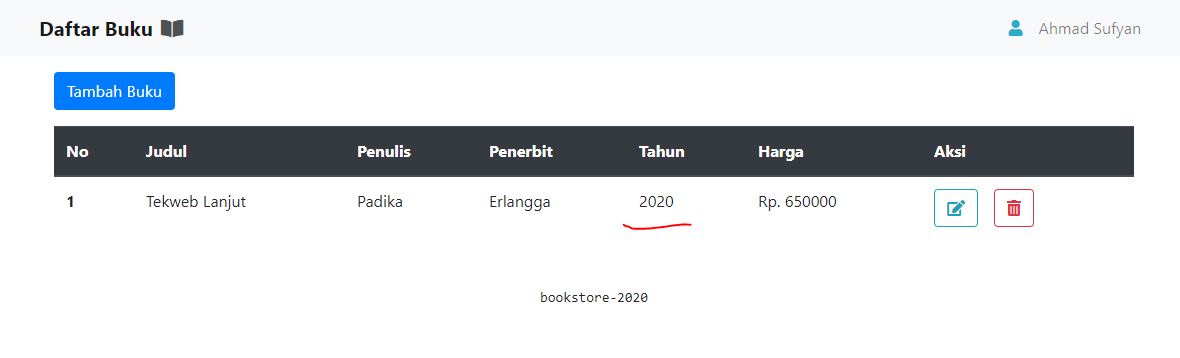 Daftar Buku
Ahmad Sufyan
Tambah Buku
No Judul Penulis Penerbit Tahun Harga Aksi
1 Tekweb Lanjut Padika Erlangga 2020 Rp. 650000
bookstore-2020